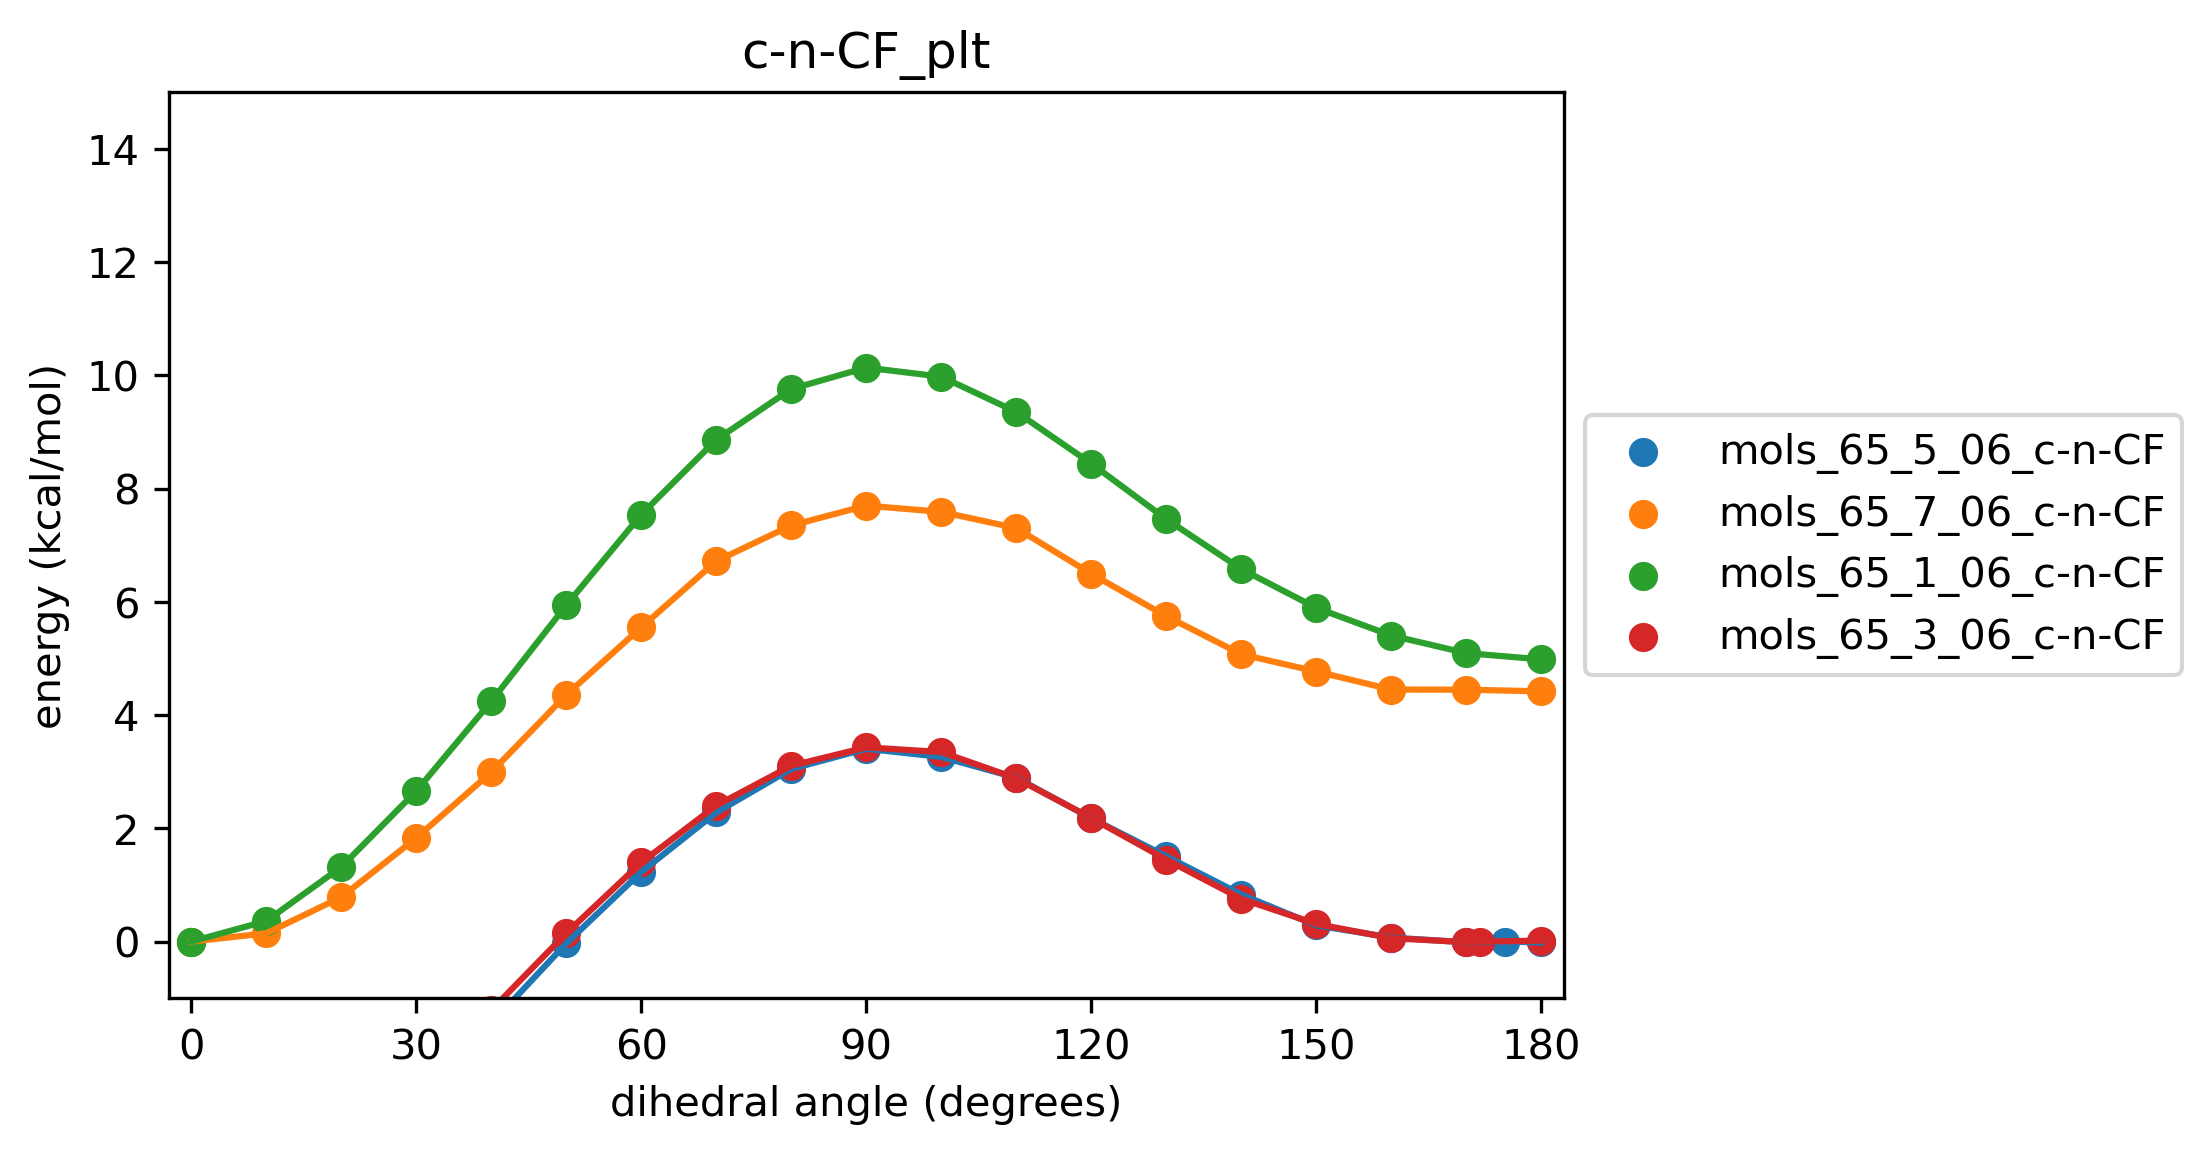 c-n-CF_plt
14
12
10
8
6
4
2
0
energy (kcal/mol)
0 30 60 90 120 150 180
dihedral angle (degrees)
mols_65_5_06_c-n-CF
mols_65_7_06_c-n-CF
mols_65_1_06_c-n-CF
mols_65_3_06_c-n-CF